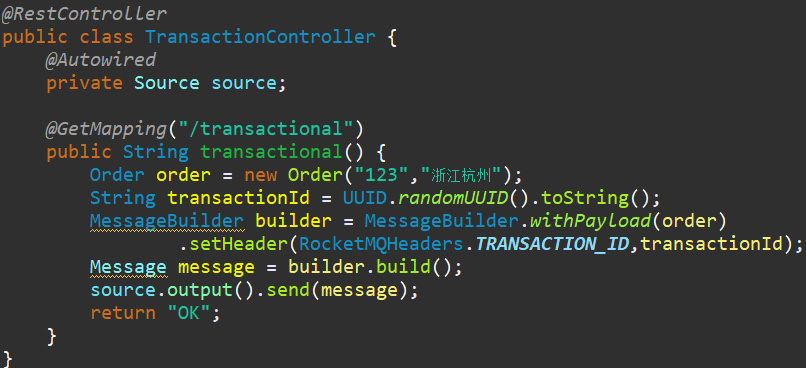 @RestController
public class TransactionController {
    @Autowired
    private Source source;

    @GetMapping("/transactional")
    public String transactional() {
        Order order = new Order("123","浙江杭州");
        String transactionId = UUID.randomUUID().toString();
        MessageBuilder builder = MessageBuilder.withPayload(order)
                .setHeader(RocketMQHeaders.TRANSACTION_ID,transactionId);
        Message message = builder.build();
        source.output().send(message);
        return "OK";
    }
}